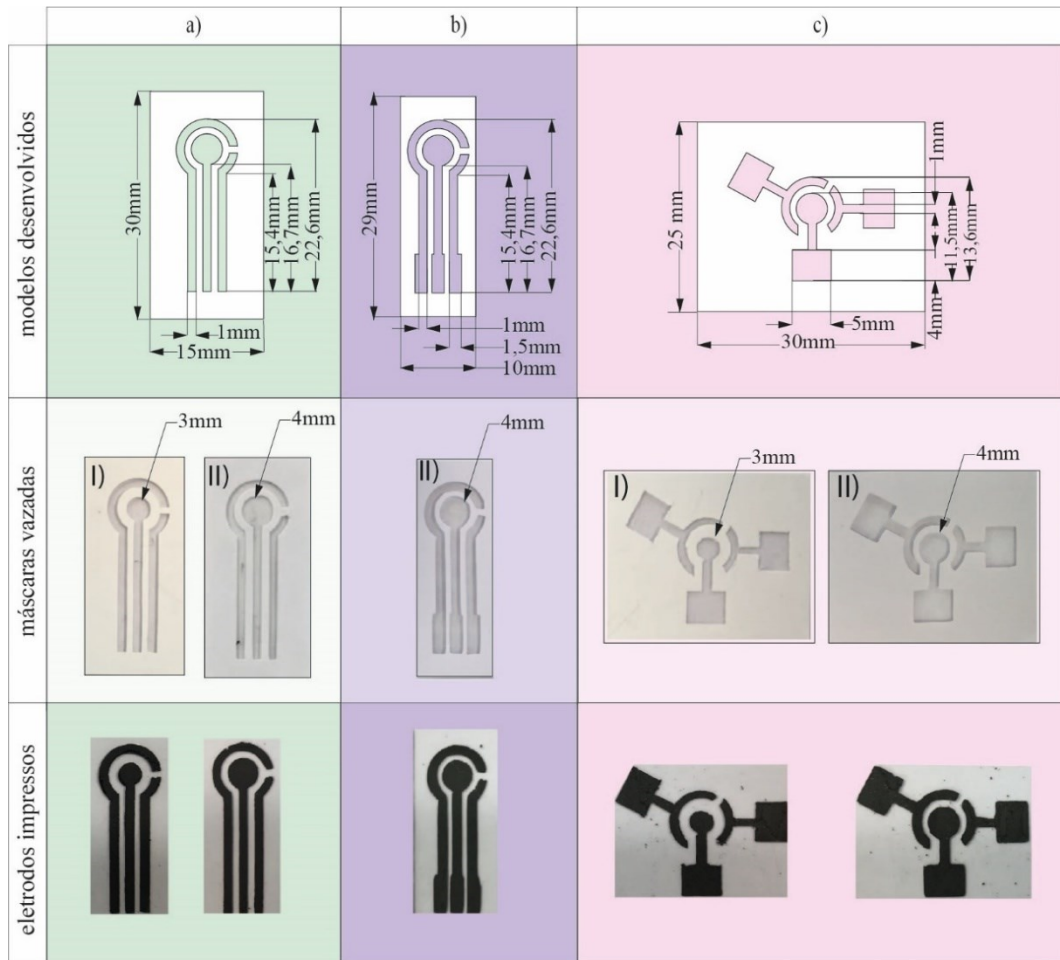 a)
b)
c)
modelos desenvolvidos
30mm
15,4mm
16,7mm
22,6mm
1mm
15mm
29mm
15,4mm
16,7mm
22,6mm
1mm
1,5mm
10mm
25 mm
1mm
11,5mm
13,6mm
4mm
5mm
30mm
máscaras vazadas
I)
3mm
II)
4mm
II)
4mm
I)
3mm
II)
4mm
eletrodos impressos